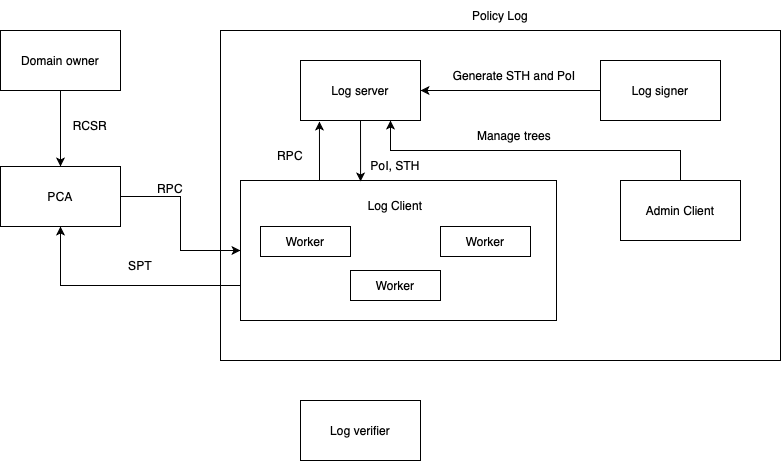 Policy Log
Domain owner
Log server
Generate STH and PoI
Log signer
RCSR
Manage trees
RPC
PoI, STH
PCA
RPC
Log Client
Admin Client
Worker
Worker
SPT
Worker
Log verifier